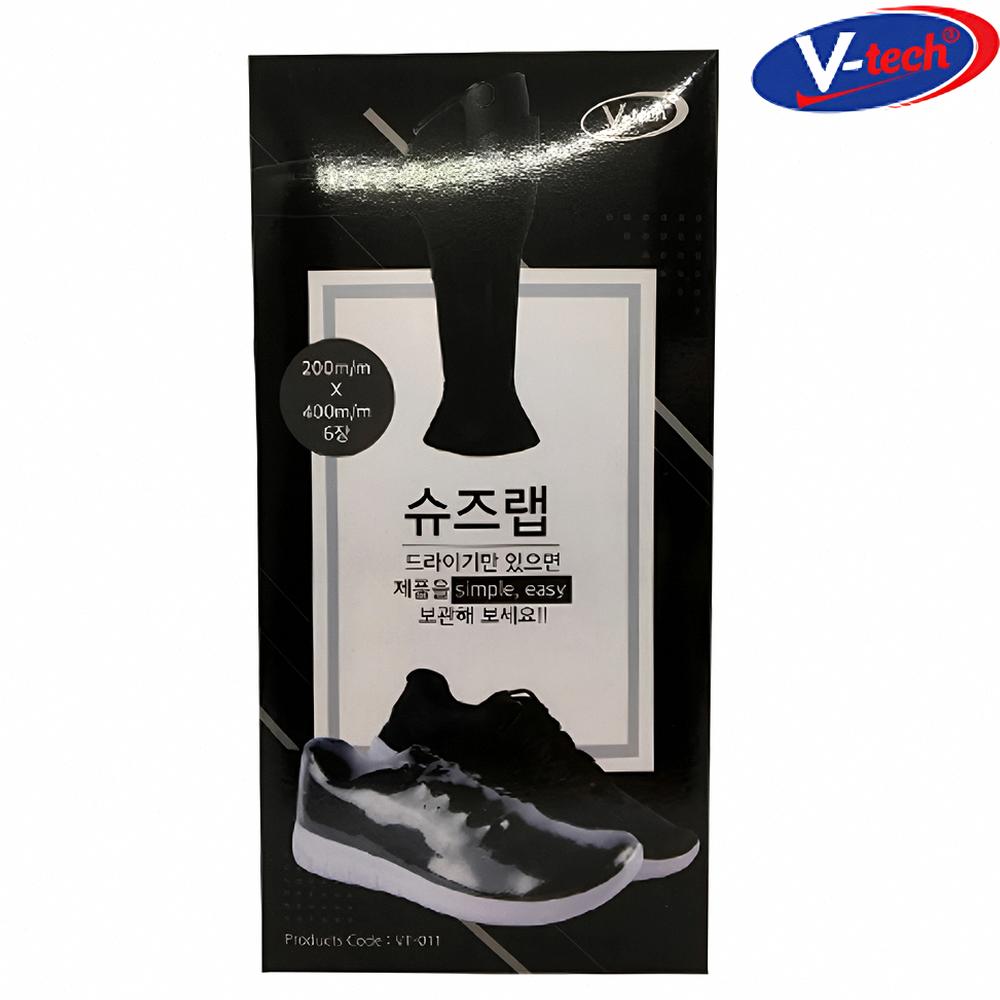 V-tech®
V-tech
200m/m
X
400m/m
6장
슈즈랩
드라이기만 있으면
제품을 simple, easy
보관해 보세요!!
Products Code : VT-011